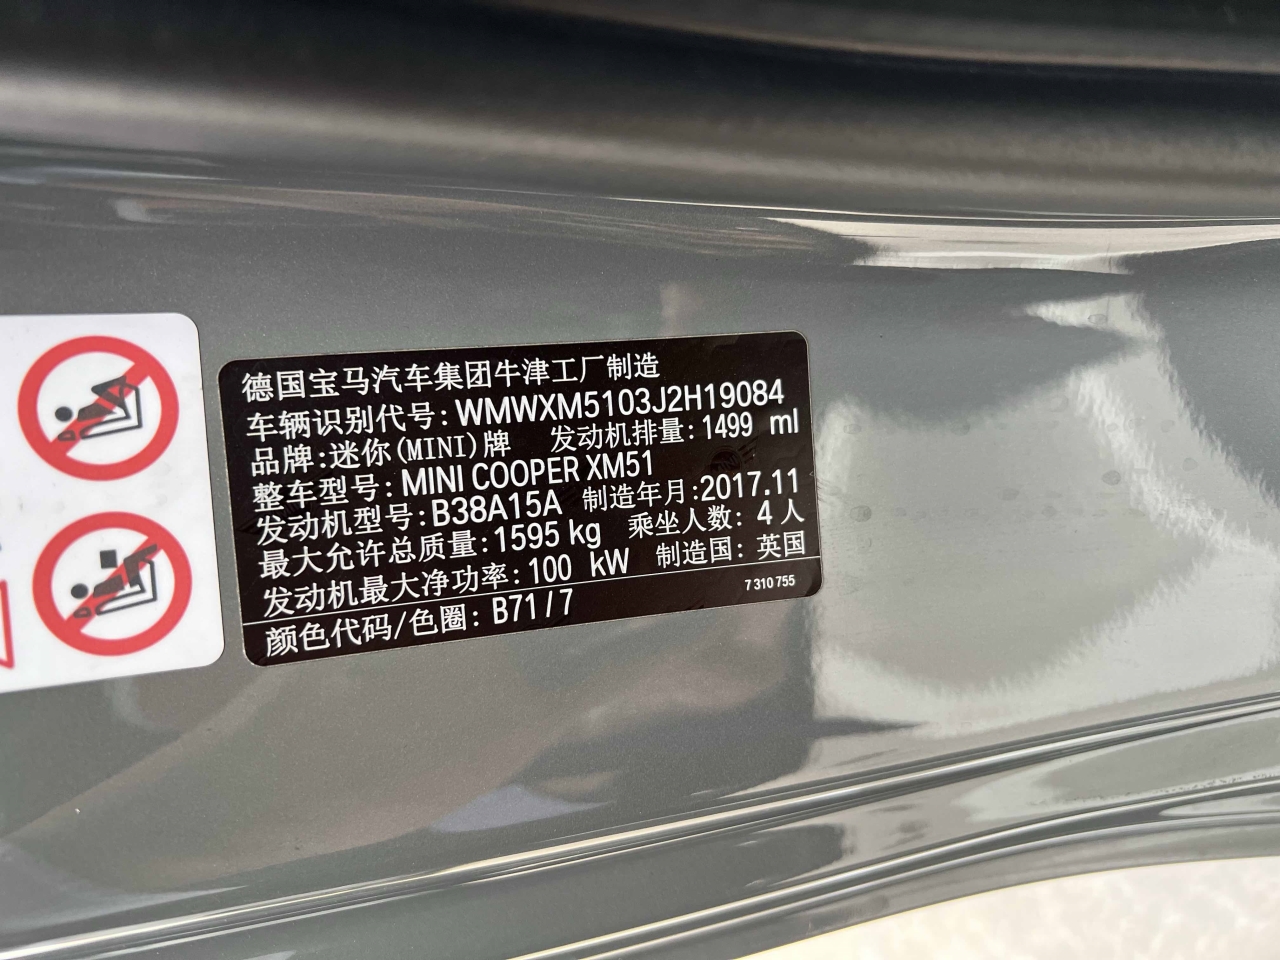 德国宝马汽车集团牛津工厂制造
车辆识别代号: WMWXM5103J2H19084
品牌:迷你(MINI)牌 发动机排量: 1499 ml
整车型号: MINI COOPER XM51
发动机型号: B38A15A 制造年月:2017.11
最大允许总质量: 1595 kg 乘坐人数: 4 人
发动机最大净功率: 100 kW 制造国: 英国
颜色代码/色圈: B71 / 7 7 310 755